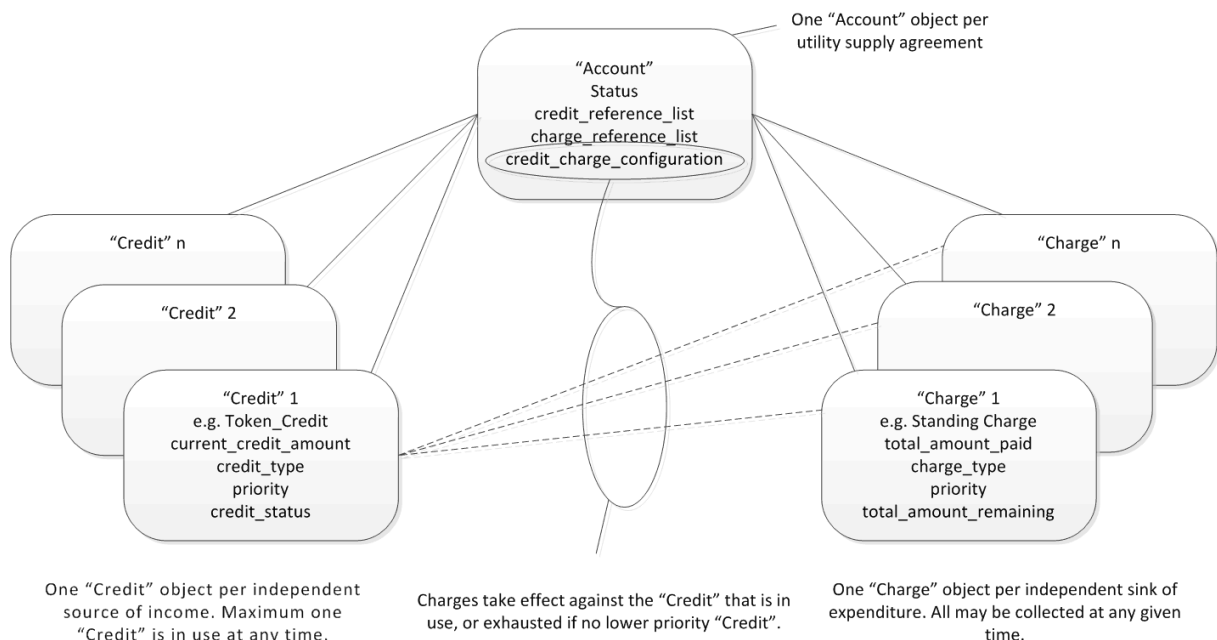 One “Account” object per
utility supply agreement
“Account”
Status
credit_reference_list
charge_reference_list
credit_charge_configuration
“Credit” n
“Credit” 2
“Credit” 1
e.g. Token_Credit
current_credit_amount
credit_type
priority
credit_status
“Charge” n
“Charge” 2
“Charge” 1
e.g. Standing Charge
total_amount_paid
charge_type
priority
total_amount_remaining
One “Credit” object per independent
source of income. Maximum one
“Credit” is in use at any time.
Charges take effect against the “Credit” that is in
use, or exhausted if no lower priority “Credit”.
One “Charge” object per independent sink of
expenditure. All may be collected at any given
time.